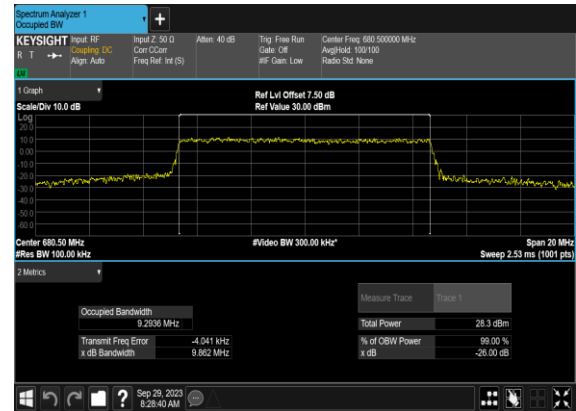 Spectrum Analyzer 1
Occupied BW
+
KEYSIGHT
R T
Input: RF
Coupling: DC
Align: Auto
Input Z: 50 Ω
Corr CCorr
Freq Ref: Int (S)
Atten: 40 dB
Trig: Free Run
Gate: Off
#IF Gain: Low
Center Freq: 680.500000 MHz
Avg|Hold: 100/100
Radio Std: None
1 Graph
Scale/Div 10.0 dB
Ref Lvl Offset 7.50 dB
Ref Value 30.00 dBm
Log
20.0
10.0
0.00
-10.0
-20.0
-30.0
-40.0
-50.0
-60.0
Center 680.50 MHz
#Res BW 100.00 kHz
#Video BW 300.00 kHz*
Span 20 MHz
Sweep 2.53 ms (1001 pts)
2 Metrics
Measure Trace Trace 1
Occupied Bandwidth
9.2936 MHz
Total Power 28.3 dBm
Transmit Freq Error -4.041 kHz
x dB Bandwidth 9.862 MHz
% of OBW Power 99.00 %
x dB -26.00 dB
?
Sep 29, 2023
8:28:40 AM